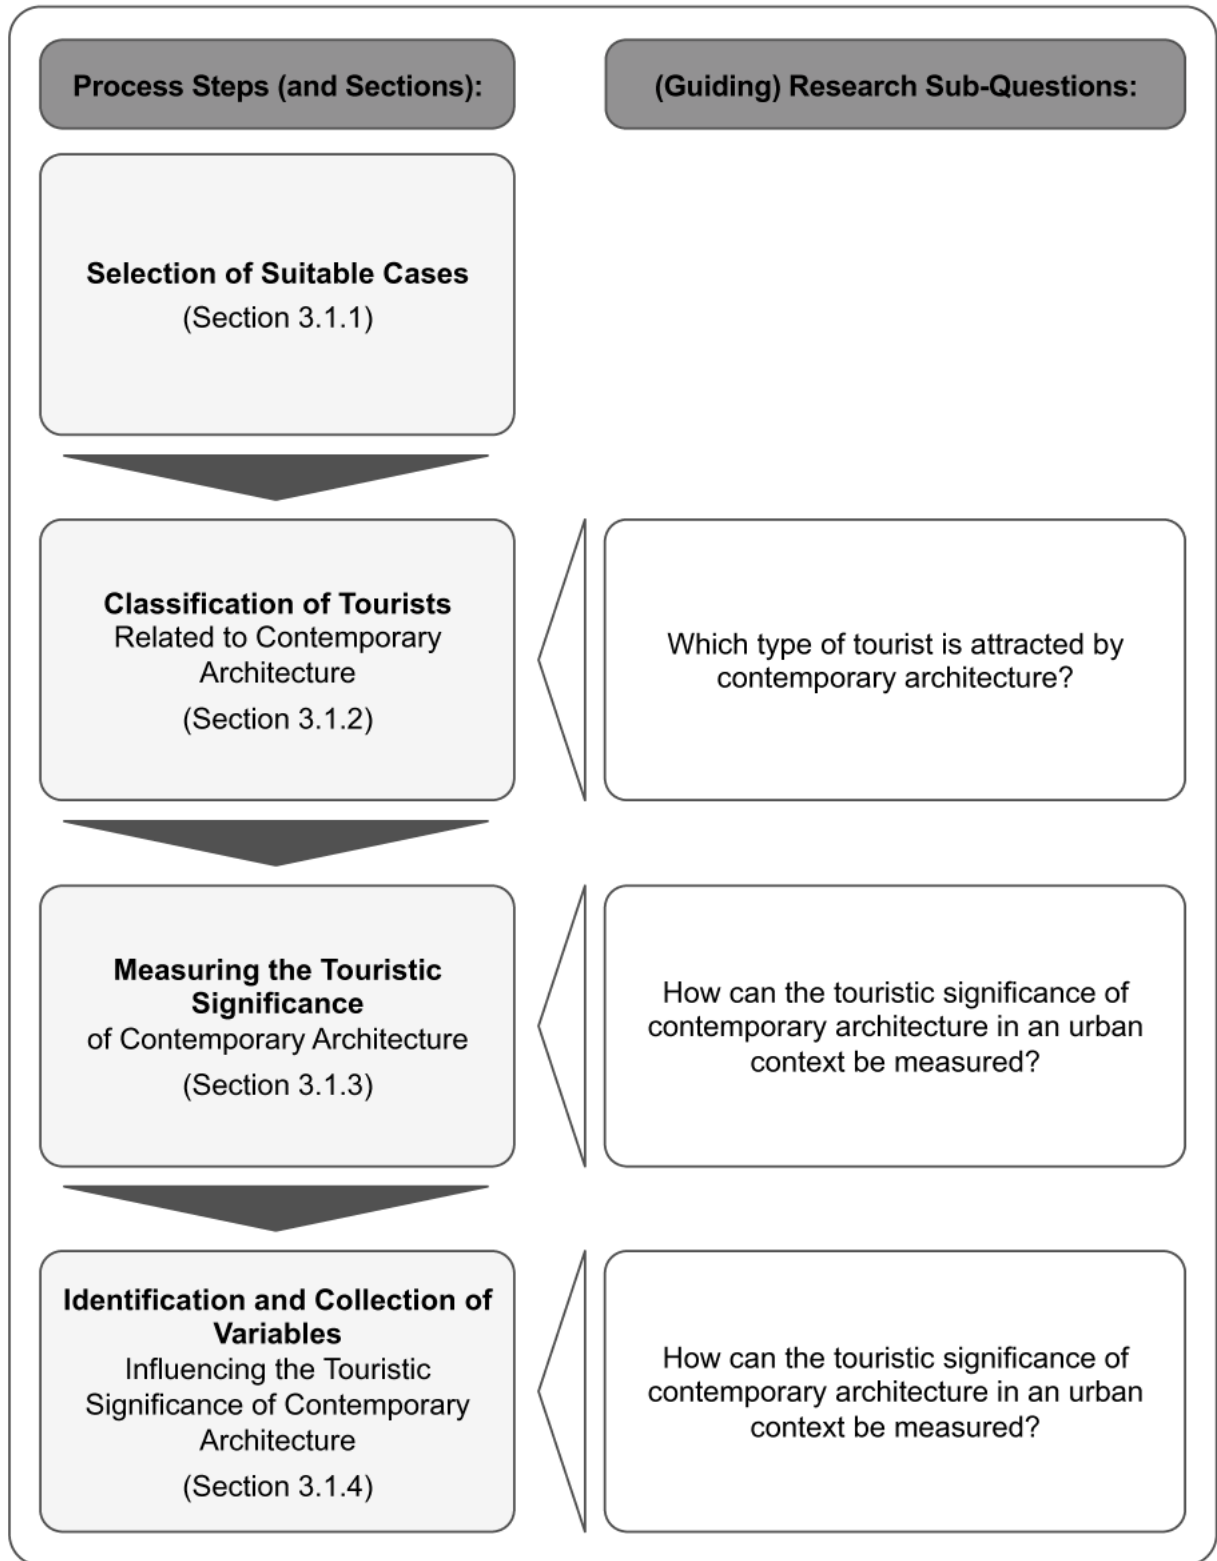 Process Steps (and Sections):
(Guiding) Research Sub-Questions:
Selection of Suitable Cases
(Section 3.1.1)
Classification of Tourists
Related to Contemporary
Architecture
(Section 3.1.2)
Which type of tourist is attracted by
contemporary architecture?
Measuring the Touristic
Significance
of Contemporary Architecture
(Section 3.1.3)
How can the touristic significance of
contemporary architecture in an urban
context be measured?
Identification and Collection of
Variables
Influencing the Touristic
Significance of Contemporary
Architecture
(Section 3.1.4)
How can the touristic significance of
contemporary architecture in an urban
context be measured?